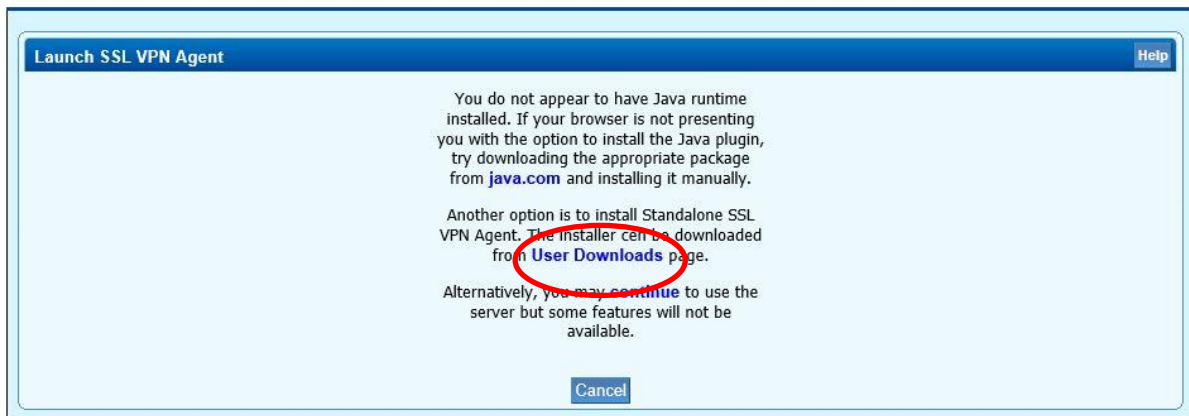 Launch SSL VPN Agent
Help
You do not appear to have Java runtime
installed. If your browser is not presenting
you with the option to install the Java plugin,
try downloading the appropriate package
from java.com and installing it manually.
Another option is to install Standalone SSL
VPN Agent. The installer cen be downloaded
from User Downloads page.
Alternatively, you may continue to use the
server but some features will not be
available.
Cancel